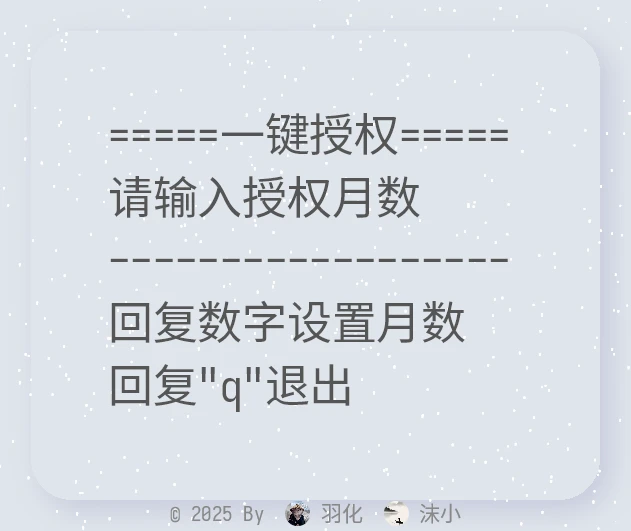 =====一键授权=====
请输入授权月数
------------------
回复数字设置月数
回复"q"退出
© 2025 By 羽化 沫小